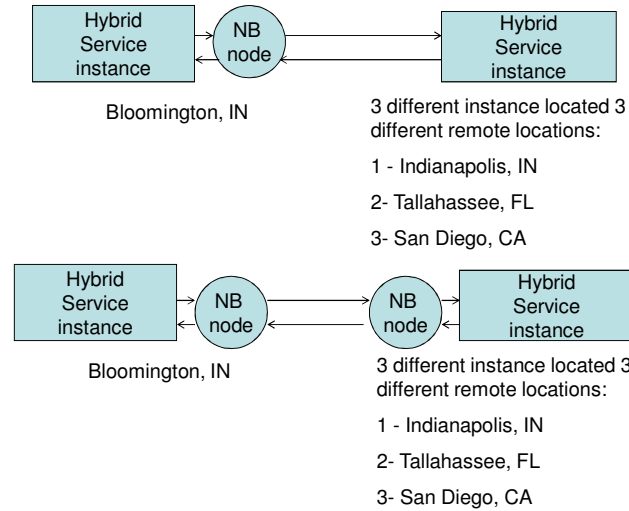 Hybrid
Service
instance
NB
node
Hybrid
Service
instance
Bloomington, IN
3 different instance located 3
different remote locations:
1 - Indianapolis, IN
2- Tallahassee, FL
3- San Diego, CA
Hybrid
Service
instance
NB
node
NB
node
Hybrid
Service
instance
Bloomington, IN
3 different instance located 3
different remote locations:
1 - Indianapolis, IN
2- Tallahassee, FL
3- San Diego, CA